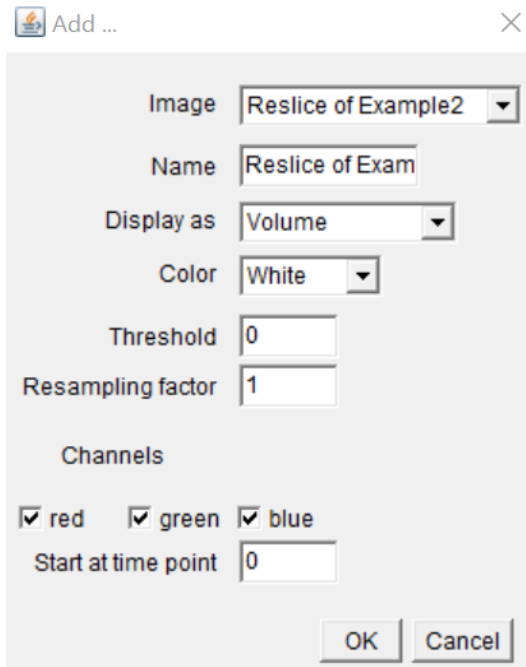 Add ...
Image Reslice of Example2
Name Reslice of Exam
Display as Volume
Color White
Threshold 0
Resampling factor 1
Channels
red green blue
Start at time point 0
OK Cancel